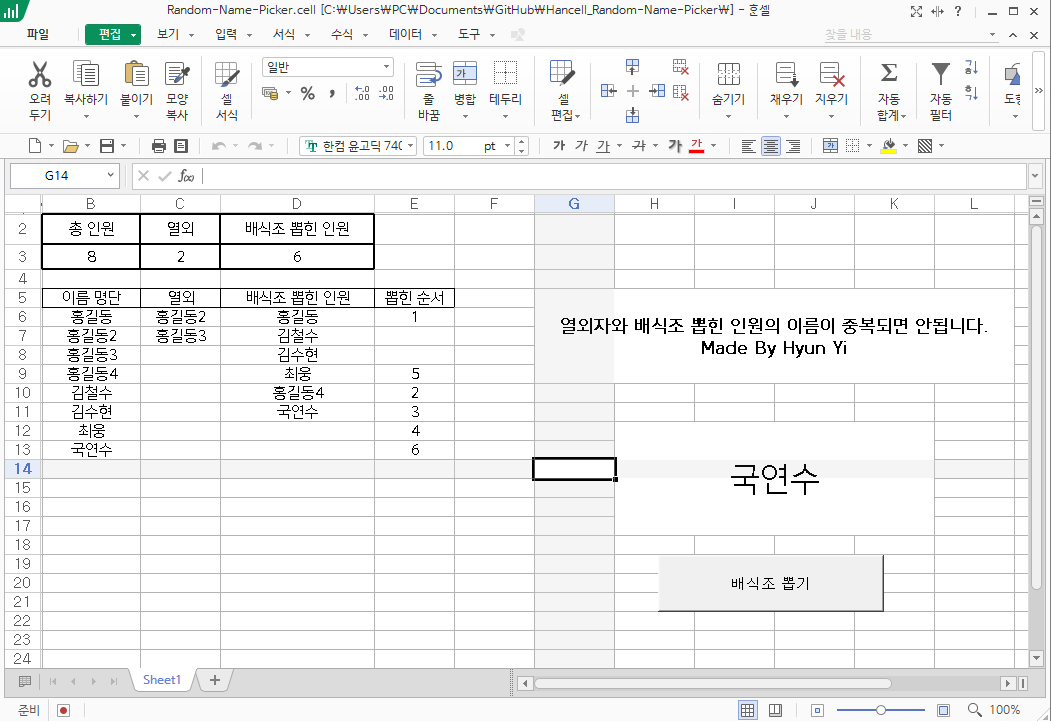 Random-Name-Picker.cell [C:₩Users₩PC₩Documents₩GitHub₩Hancell_Random-Name-Picker₩] - 훈셀
파일 편집 보기 입력 서식 수식 데이터 도구 찾을 내용
일반
오려 두기 복사하기 붙이기 모양 복사 셀 서식 % , 줄 바꿈 병합 테두리 셀 편집 숨기기 채우기 지우기 자동 합계 자동 필터
한컴 윤고딕 740 11.0 pt 가 가 가 가 가 가
G14 f(x)
B C D E F G H I J K L
2 총 인원 열외 배식조 뽑힌 인원
3 8 2 6
4
5 이름 명단 열외 배식조 뽑힌 인원 뽑힌 순서
6 홍길동 홍길동2 홍길동 1
7 홍길동2 홍길동3 김철수
열외자와 배식조 뽑힌 인원의 이름이 중복되면 안됩니다.
8 홍길동3 김수현
Made By Hyun Yi
9 홍길동4 최웅 5
10 김철수 홍길동4 2
11 김수현 국연수 3
12 최웅 4
13 국연수 6
14
국연수
15
16
17
18
19
20 배식조 뽑기
21
22
23
24
Sheet1
준비 100%